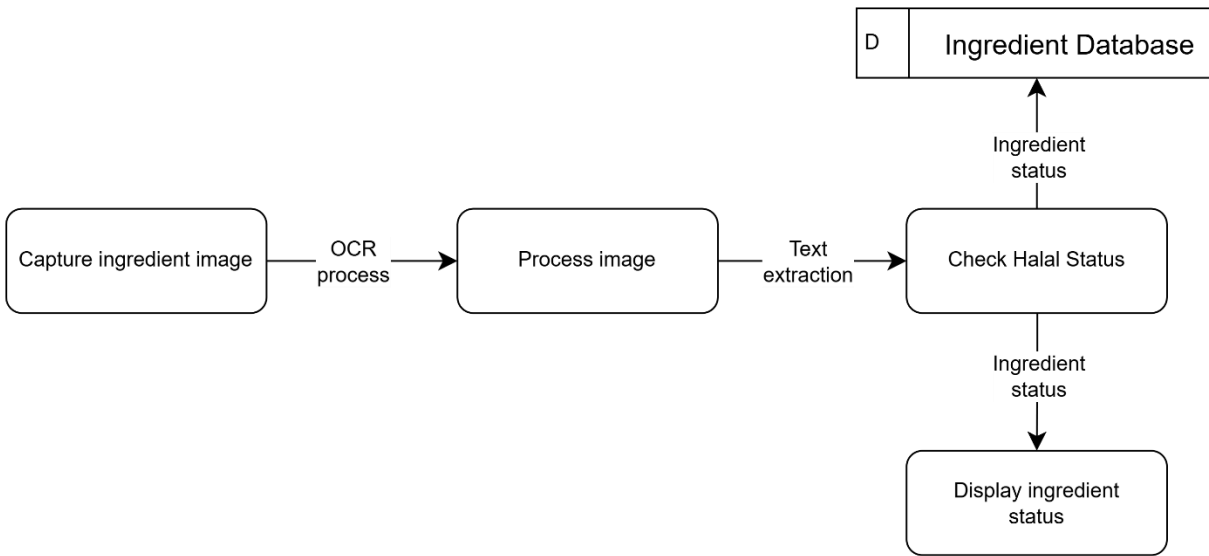 D
Ingredient Database
Ingredient
status
Capture ingredient image
OCR
process
Process image
Text
extraction
Check Halal Status
Ingredient
status
Display ingredient
status